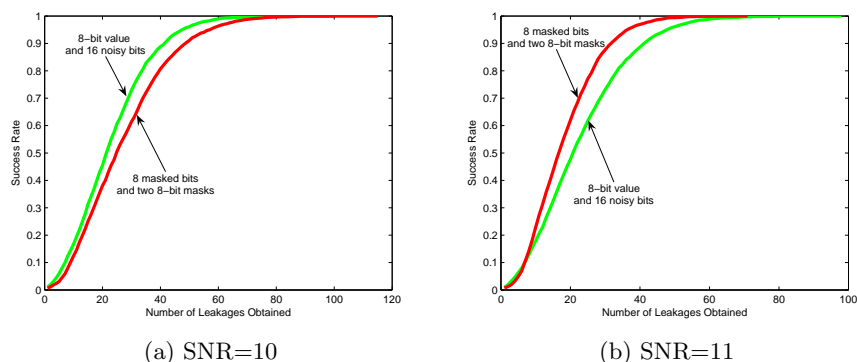 1
0.9
0.8
0.7
0.6
0.5
0.4
0.3
0.2
0.1
0
Success Rate
0 20 40 60 80 100 120
Number of Leakages Obtained
8−bit value
and 16 noisy bits
8 masked bits
and two 8−bit masks
(a) SNR=10
1
0.9
0.8
0.7
0.6
0.5
0.4
0.3
0.2
0.1
0
Success Rate
0 20 40 60 80 100
Number of Leakages Obtained
8 masked bits
and two 8−bit masks
8−bit value
and 16 noisy bits
(b) SNR=11